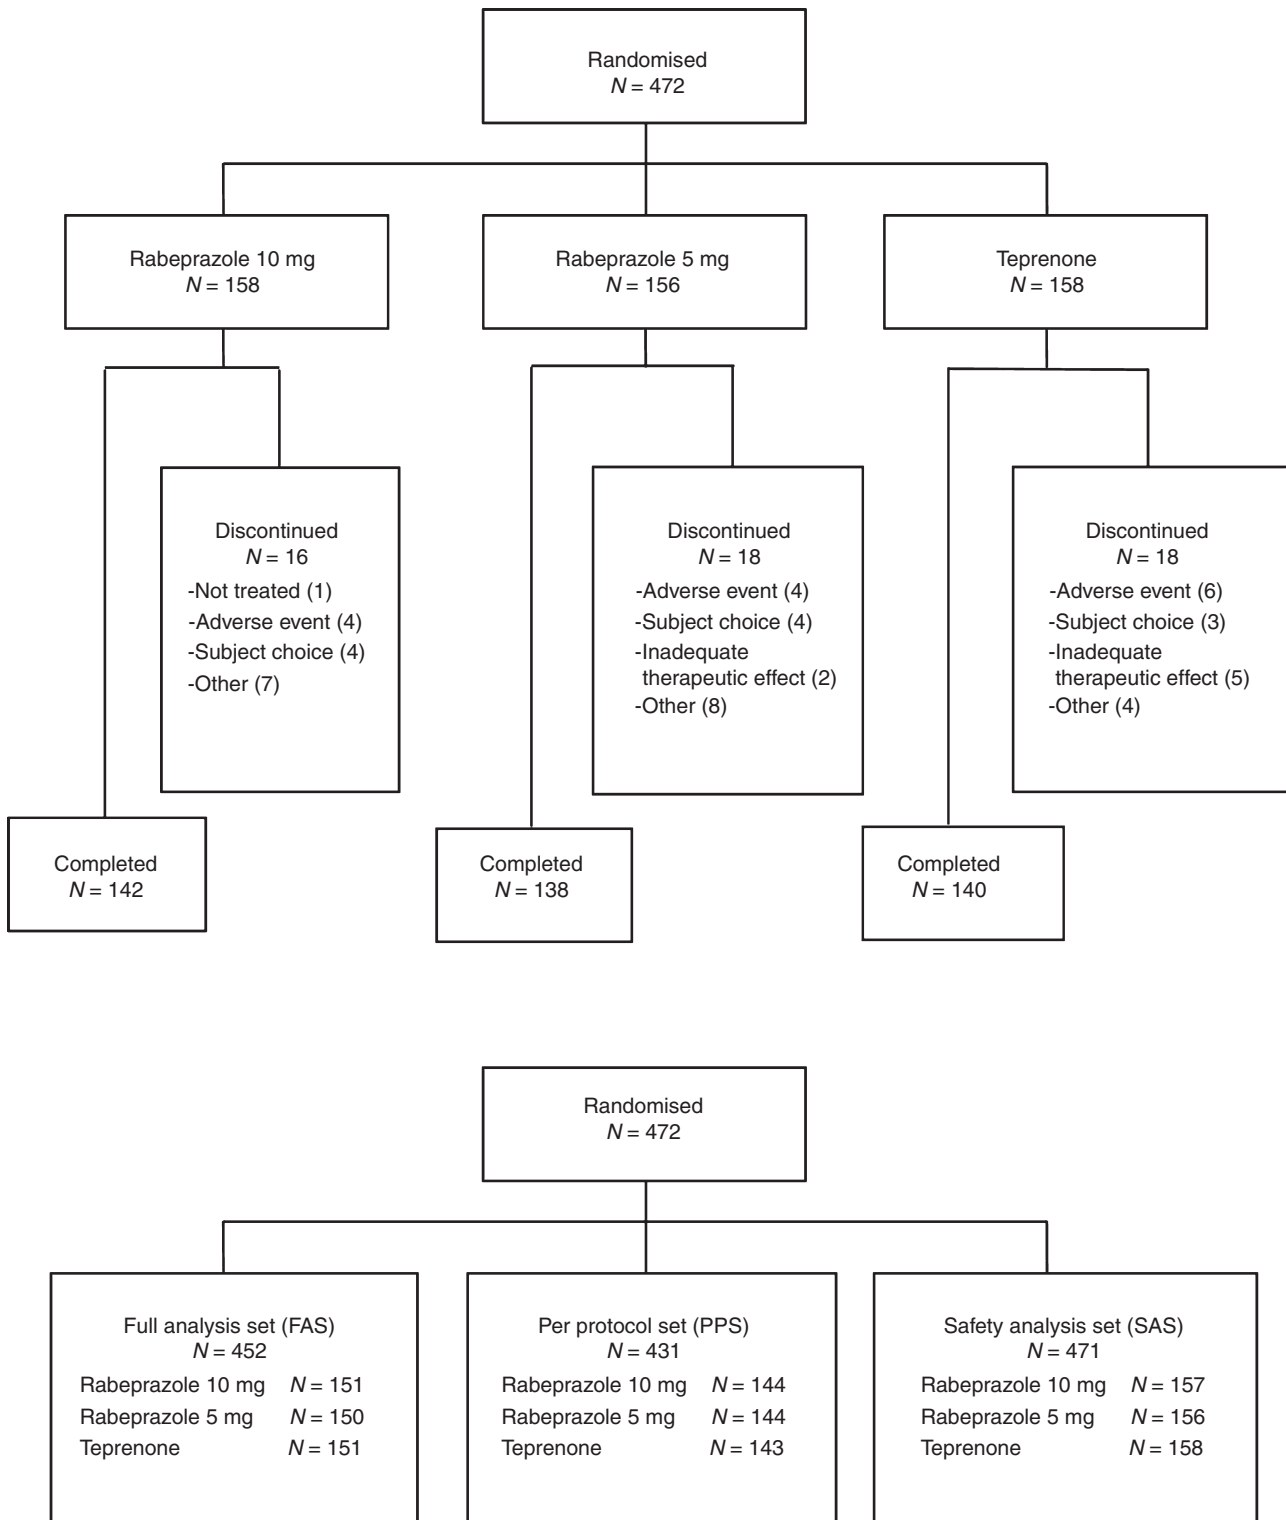 Randomised
N = 472
Rabeprazole 10 mg
N = 158
Rabeprazole 5 mg
N = 156
Teprenone
N = 158
Discontinued
N = 16
-Not treated (1)
-Adverse event (4)
-Subject choice (4)
-Other (7)
Discontinued
N = 18
-Adverse event (4)
-Subject choice (4)
-Inadequate
therapeutic effect (2)
-Other (8)
Discontinued
N = 18
-Adverse event (6)
-Subject choice (3)
-Inadequate
therapeutic effect (5)
-Other (4)
Completed
N = 142
Completed
N = 138
Completed
N = 140
Randomised
N = 472
Full analysis set (FAS)
N = 452
Rabeprazole 10 mg N = 151
Rabeprazole 5 mg N = 150
Teprenone N = 151
Per protocol set (PPS)
N = 431
Rabeprazole 10 mg N = 144
Rabeprazole 5 mg N = 144
Teprenone N = 143
Safety analysis set (SAS)
N = 471
Rabeprazole 10 mg N = 157
Rabeprazole 5 mg N = 156
Teprenone N = 158